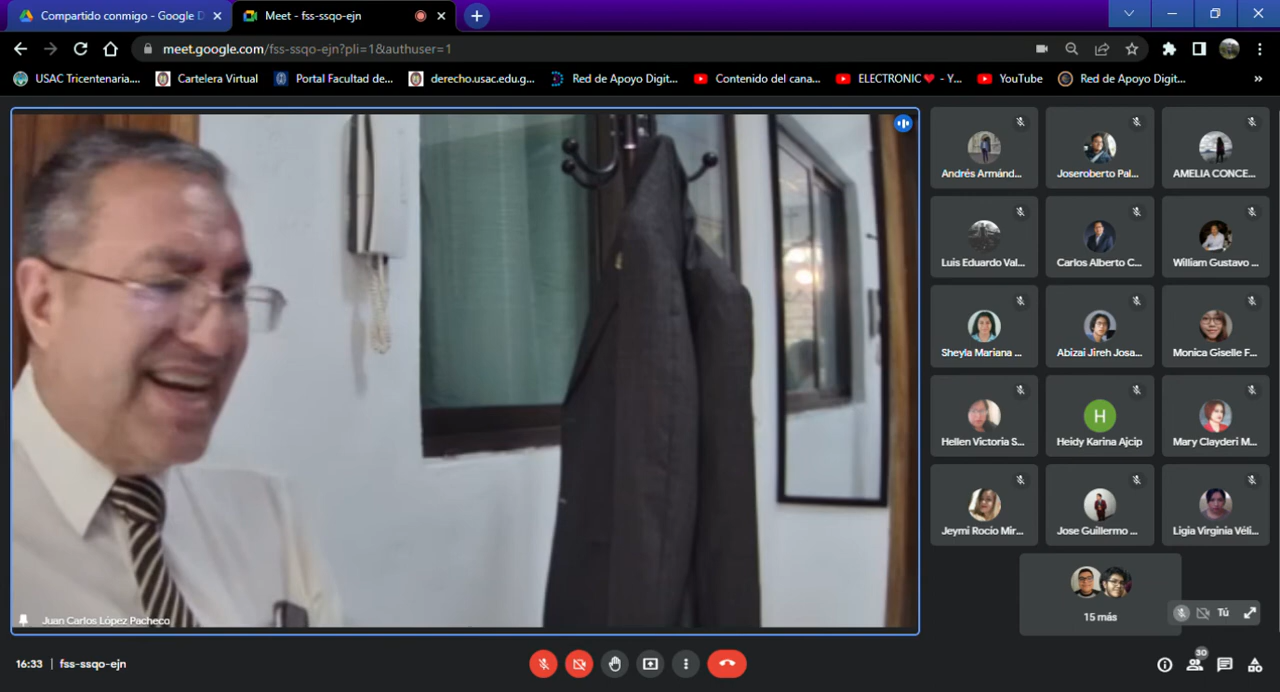 Compartido conmigo - Google D
Meet - fss-ssqo-ejn
meet.google.com/fss-ssqo-ejn?pli=1&authuser=1
USAC Tricentenaria....
Cartelera Virtual
Portal Facultad de...
derecho.usac.edu.g...
Red de Apoyo Digit...
Contenido del cana...
ELECTRONIC❤ - Y...
YouTube
Red de Apoyo Digit...
»
Andrés Armánd...
Joseroberto Pal...
AMELIA CONCE...
Luis Eduardo Val...
Carlos Alberto C...
William Gustavo ...
Sheyla Mariana ...
Abizai Jireh Josa...
Monica Giselle F...
H
Hellen Victoria S...
Heidy Karina Ajcip
Mary Clayderi M...
Jeymi Rocío Mir...
Jose Guillermo ...
Ligia Virginia Véli...
15 más
Tú
Juan Carlos López Pacheco
16:33 | fss-ssqo-ejn
30